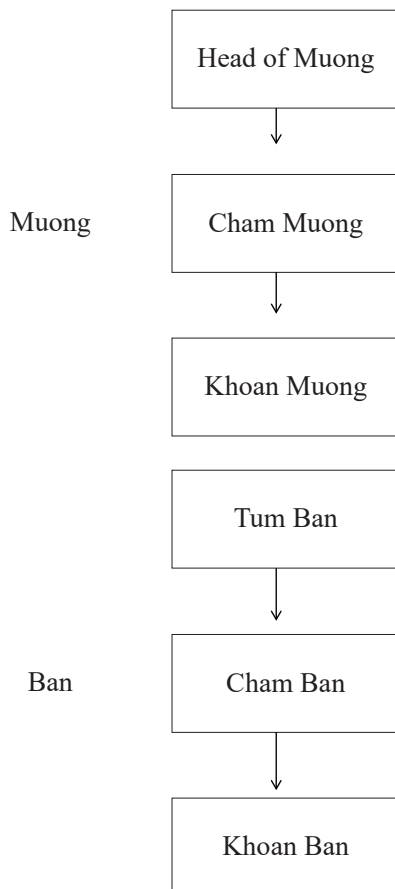 Head of Muong
Muong
Cham Muong
Khoan Muong
Tum Ban
Ban
Cham Ban
Khoan Ban